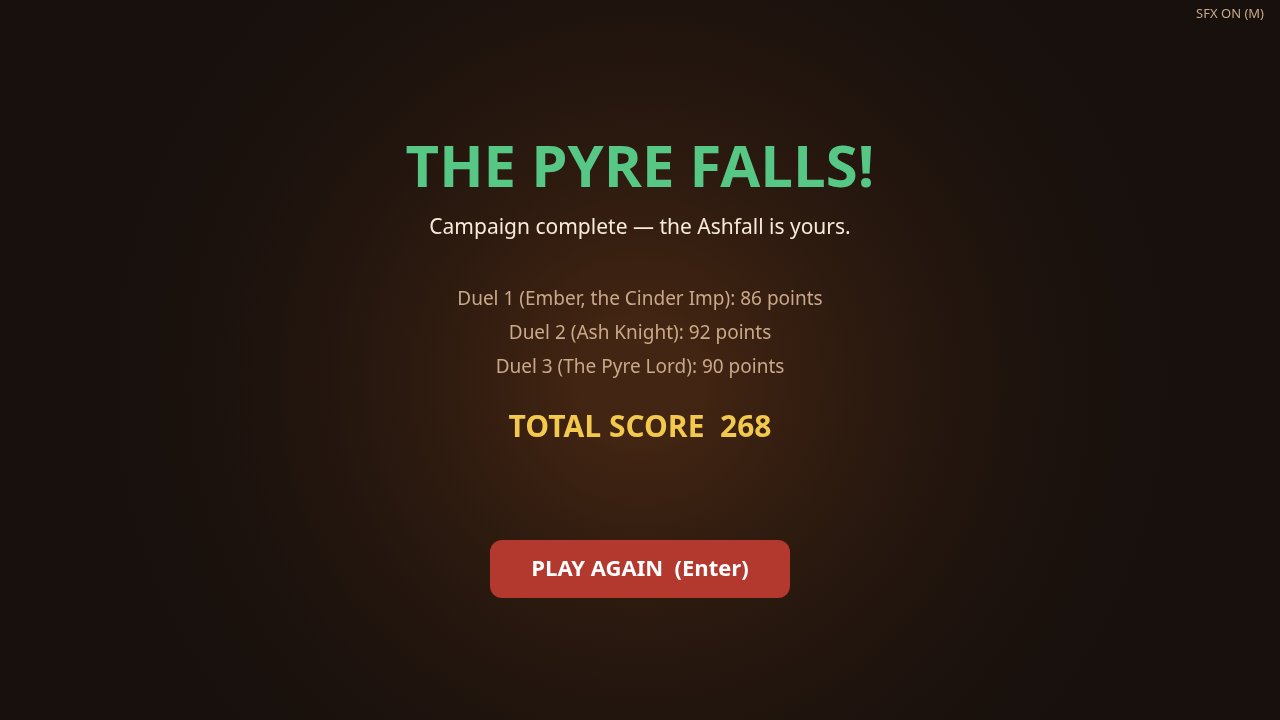 SFX ON (M)
THE PYRE FALLS!
Campaign complete — the Ashfall is yours.
Duel 1 (Ember, the Cinder Imp): 86 points
Duel 2 (Ash Knight): 92 points
Duel 3 (The Pyre Lord): 90 points
TOTAL SCORE 268
PLAY AGAIN (Enter)